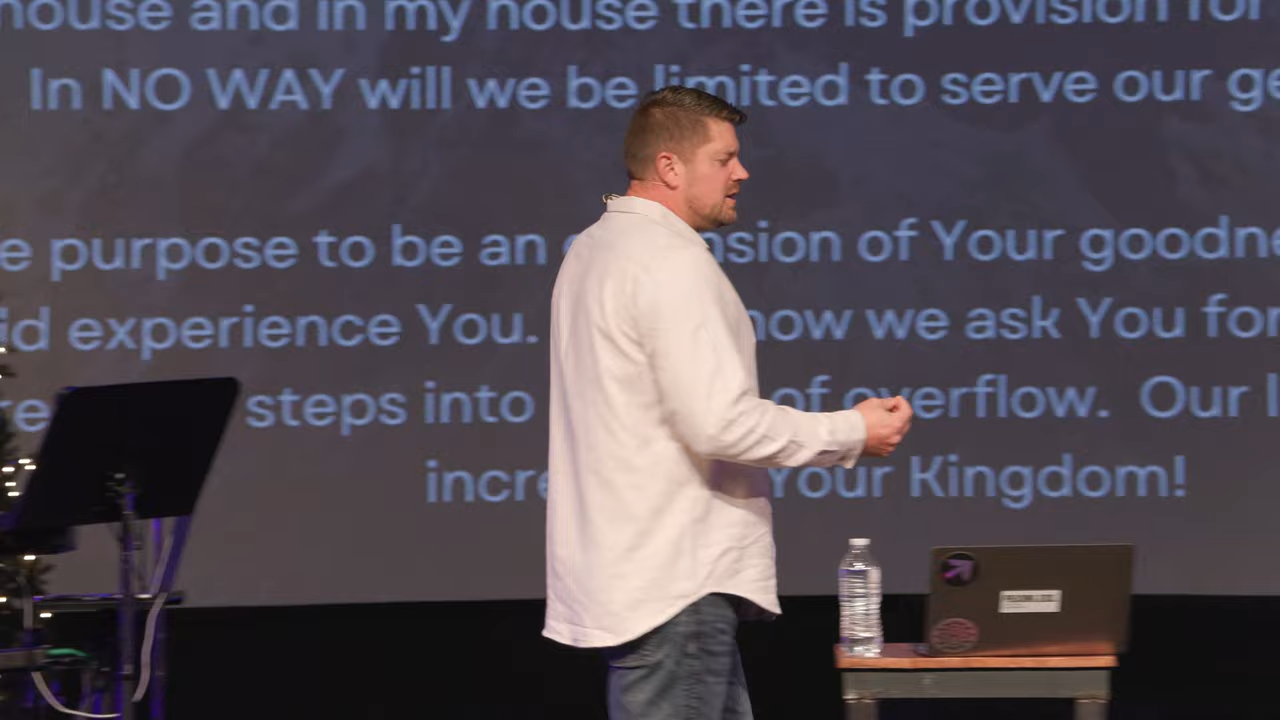 house and in my house there is provision for
In NO WAY will we be limited to serve our ge
e purpose to be an nsion of Your goodne
id experience You. now we ask You for
re steps into of overflow. Our l
incre Your Kingdom!